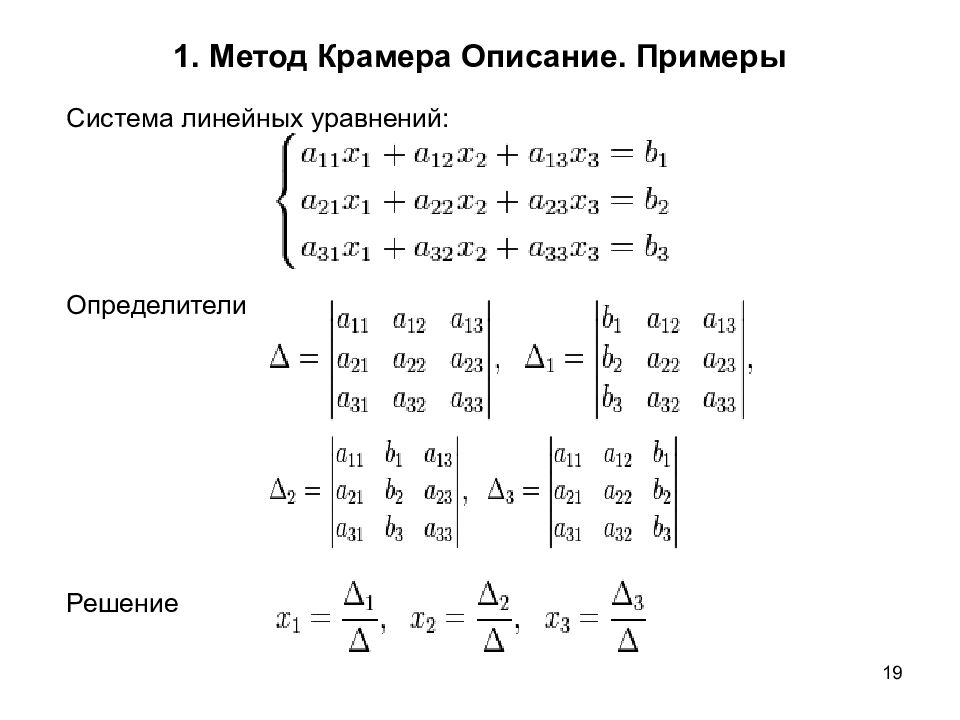 1. Метод Крамера Описание. Примеры
Система линейных уравнений:
a₁₁x₁ + a₁₂x₂ + a₁₃x₃ = b₁
a₂₁x₁ + a₂₂x₂ + a₂₃x₃ = b₂
a₃₁x₁ + a₃₂x₂ + a₃₃x₃ = b₃
Определители
Δ = |a₁₁ a₁₂ a₁₃; a₂₁ a₂₂ a₂₃; a₃₁ a₃₂ a₃₃|, Δ₁ = |b₁ a₁₂ a₁₃; b₂ a₂₂ a₂₃; b₃ a₃₂ a₃₃|,
Δ₂ = |a₁₁ b₁ a₁₃; a₂₁ b₂ a₂₃; a₃₁ b₃ a₃₃|, Δ₃ = |a₁₁ a₁₂ b₁; a₂₁ a₂₂ b₂; a₃₁ a₃₂ b₃|
Решение
x₁ = Δ₁/Δ, x₂ = Δ₂/Δ, x₃ = Δ₃/Δ
19